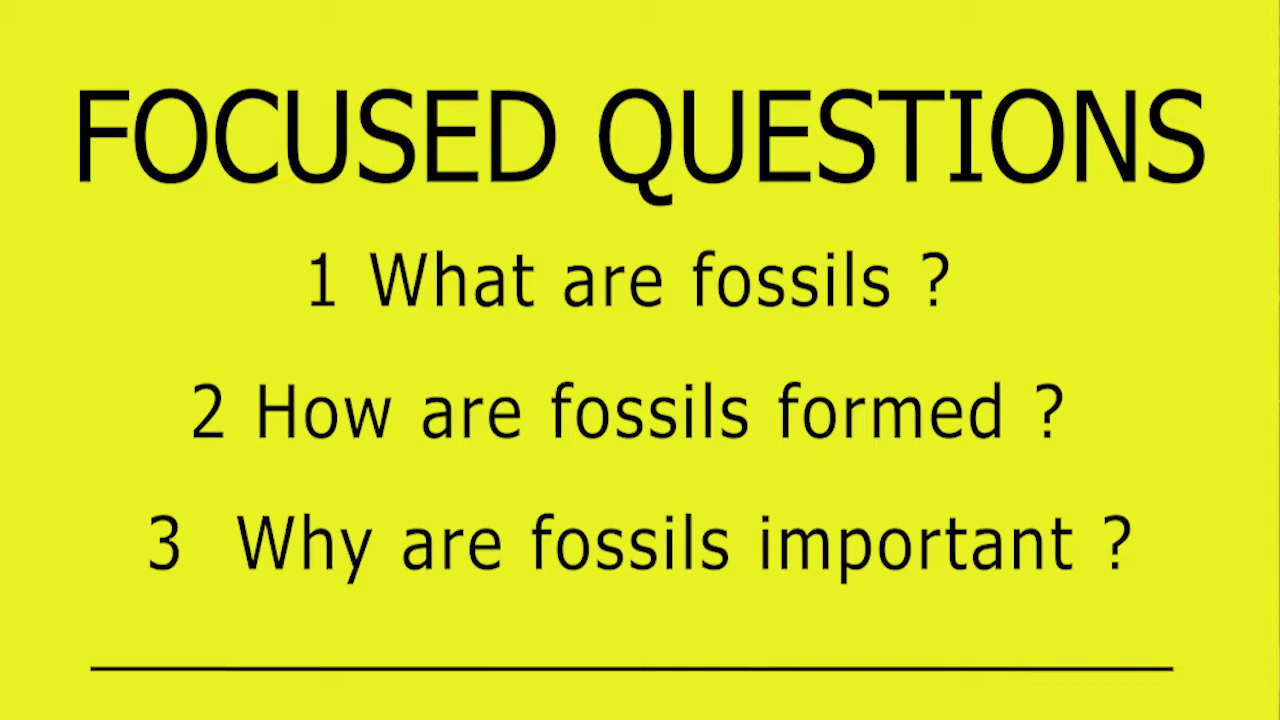 FOCUSED QUESTIONS
1 What are fossils ?
2 How are fossils formed ?
3 Why are fossils important ?